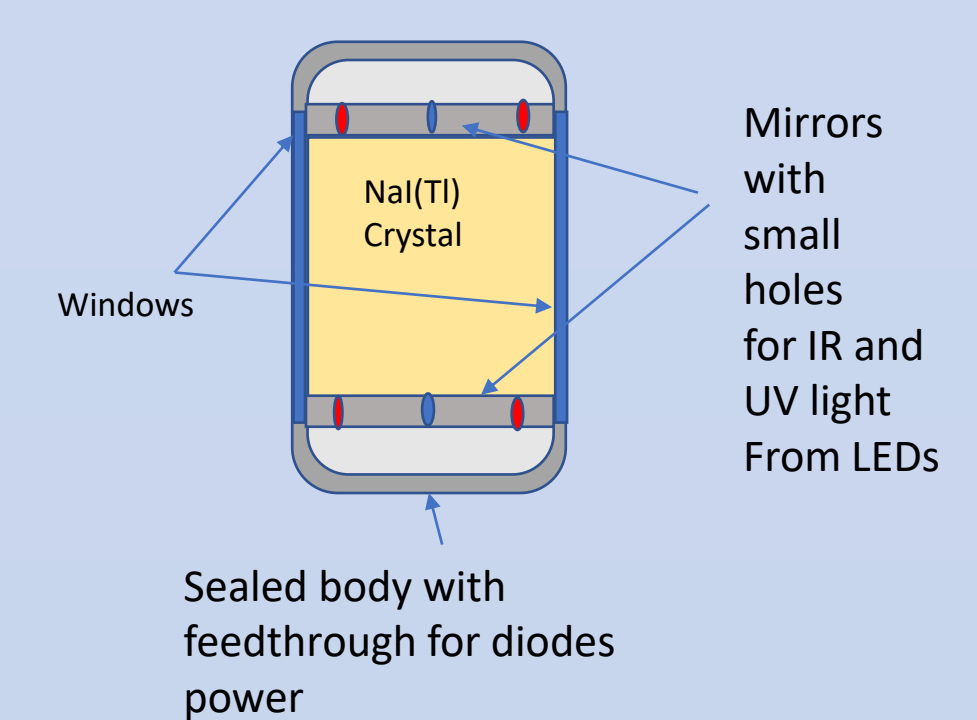 NaI(Tl)
Crystal
Windows
Mirrors
with
small
holes
for IR and
UV light
From LEDs
Sealed body with
feedthrough for diodes
power